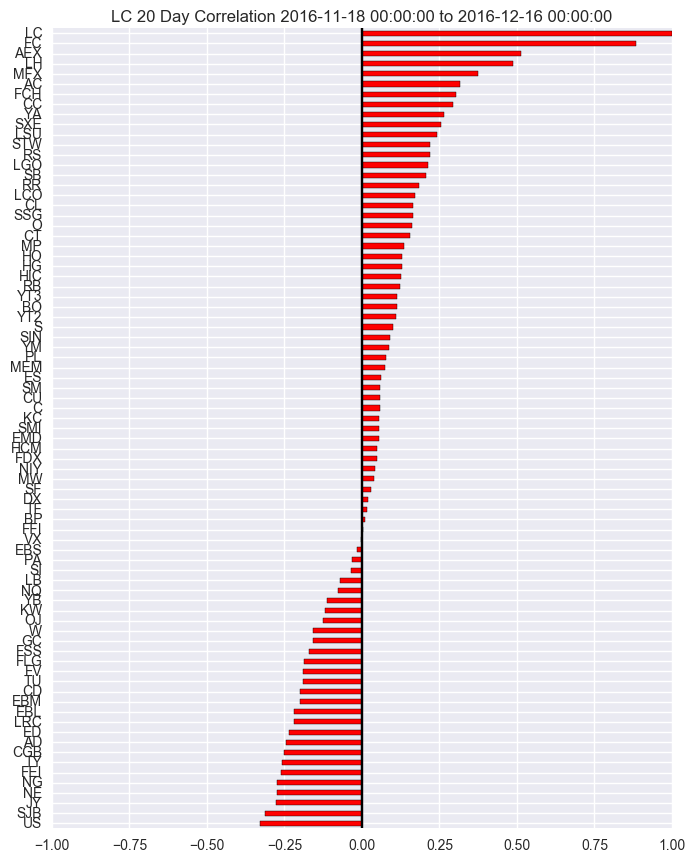 LC 20 Day Correlation 2016-11-18 00:00:00 to 2016-12-16 00:00:00
LC
FC
AEX
LH
MFX
AC
FCH
CC
YA
SXE
LSU
STW
RS
LGO
SB
RR
LCO
CL
SSG
O
CT
MP
HO
HG
HIC
RB
YT3
BO
YT2
S
SIN
YM
PL
MEM
ES
SM
CU
C
KC
SMI
EMD
HCM
FDX
NIY
MW
SF
DX
TF
BP
VX
EBS
PA
SI
LB
NQ
YB
KW
OJ
W
GC
ESS
FLG
FV
TU
CD
EBM
EBL
LRC
ED
AD
CGB
TY
FEI
NG
NE
JY
SJB
US
−1.00 −0.75 −0.50 −0.25 0.00 0.25 0.50 0.75 1.00